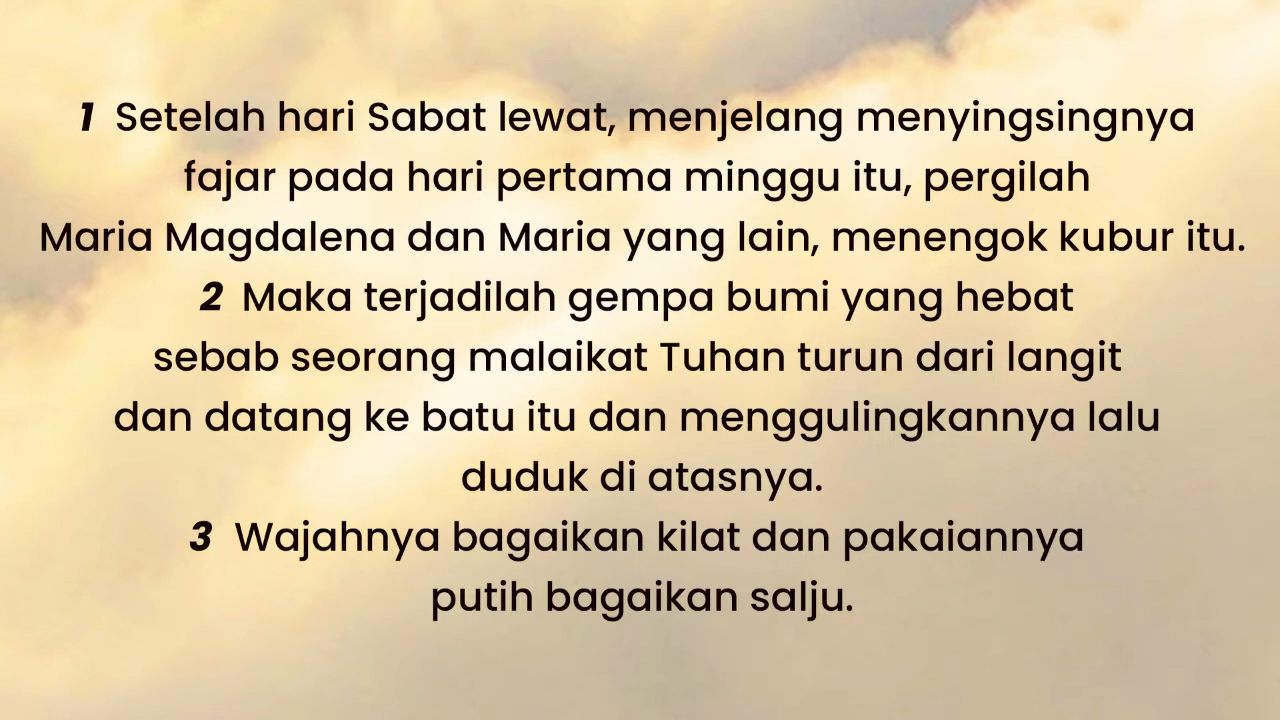 1 Setelah hari Sabat lewat, menjelang menyingsingnya
fajar pada hari pertama minggu itu, pergilah
Maria Magdalena dan Maria yang lain, menengok kubur itu.
2 Maka terjadilah gempa bumi yang hebat
sebab seorang malaikat Tuhan turun dari langit
dan datang ke batu itu dan menggulingkannya lalu
duduk di atasnya.
3 Wajahnya bagaikan kilat dan pakaiannya
putih bagaikan salju.